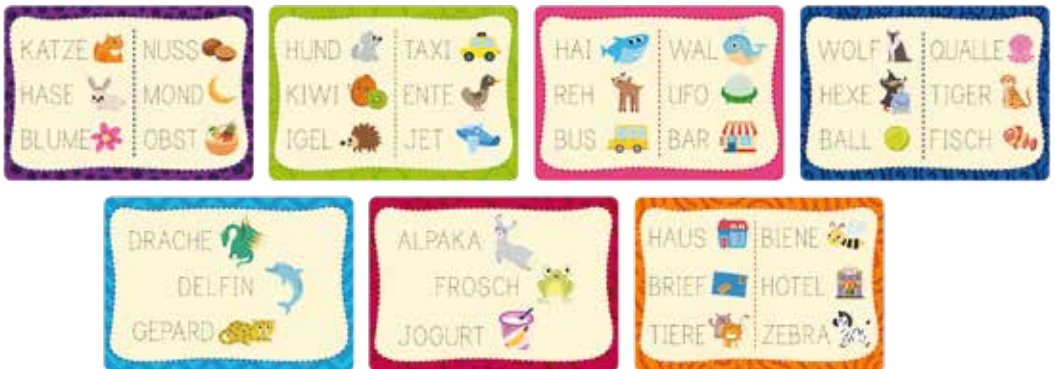 KATZE NUSS
HASE MOND
BLUME OBST
HUND TAXI
KIWI ENTE
IGEL JET
HAI WAL
REH UFO
BUS BAR
WOLF QUALLE
HEXE TIGER
BALL FISCH
DRACHE
DELFIN
GEPARD
ALPAKA
FROSCH
JOGURT
HAUS BIENE
BRIEF HOTEL
TIERE ZEBRA